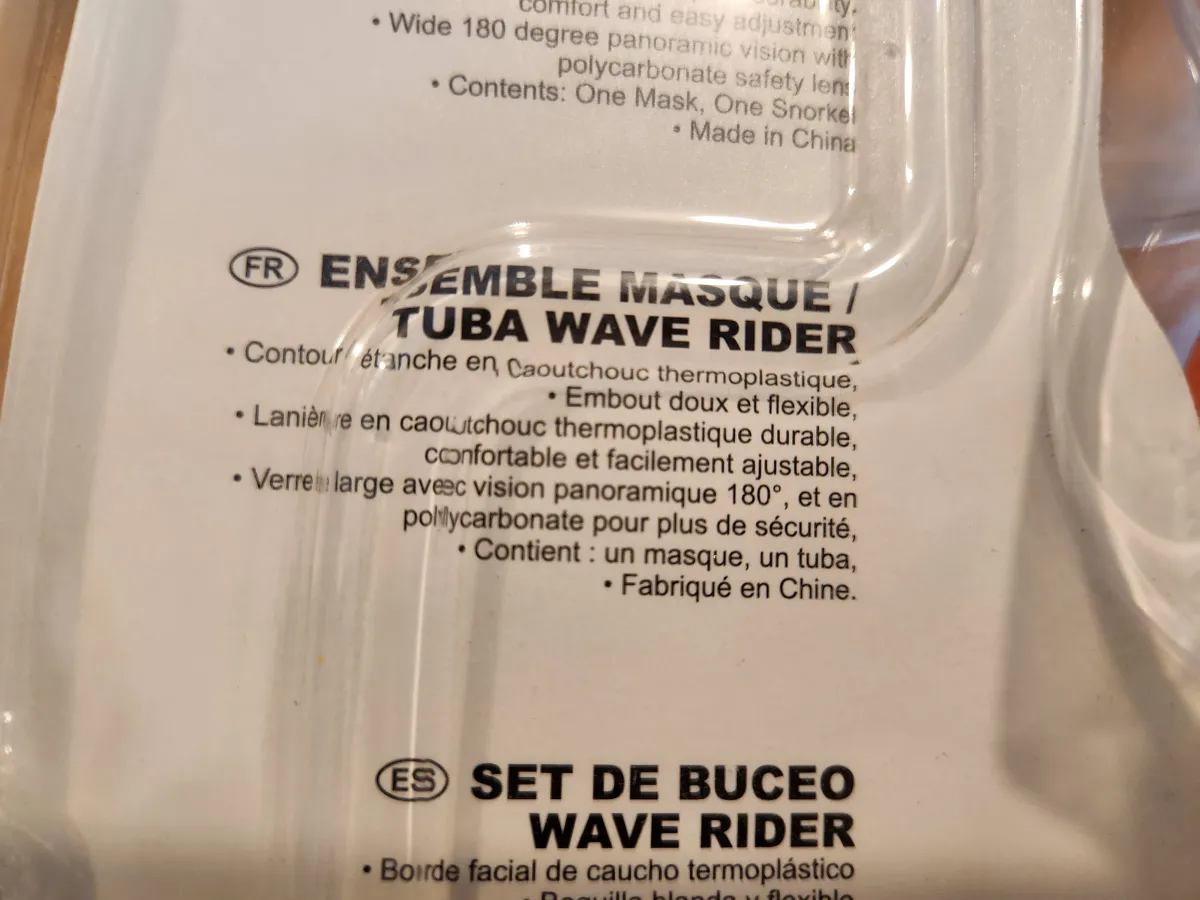 comfort and easy adjustment
• Wide 180 degree panoramic vision with
polycarbonate safety lens
• Contents: One Mask, One Snorkel
• Made in China
FR ENSEMBLE MASQUE /
TUBA WAVE RIDER
• Contour étanche en Caoutchouc thermoplastique,
• Embout doux et flexible,
• Lanière en caoutchouc thermoplastique durable,
confortable et facilement ajustable,
• Verre large avec vision panoramique 180°, et en
polycarbonate pour plus de sécurité,
• Contient : un masque, un tuba,
• Fabriqué en Chine.
ES SET DE BUCEO
WAVE RIDER
• Borde facial de caucho termoplástico
• Boquilla blanda y flexible